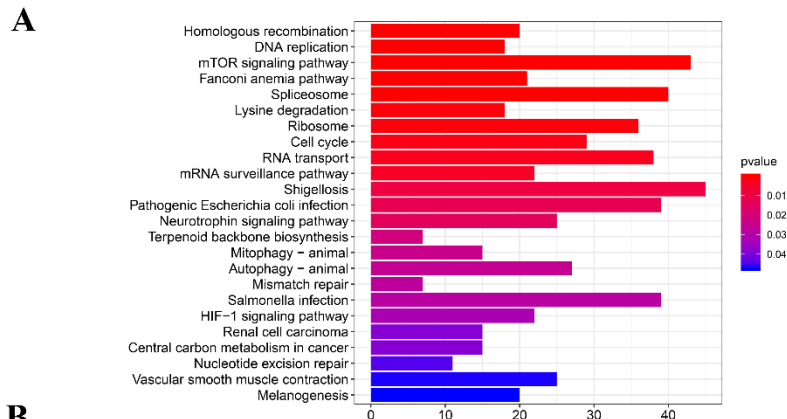 A
Homologous recombination
DNA replication
mTOR signaling pathway
Fanconi anemia pathway
Spliceosome
Lysine degradation
Ribosome
Cell cycle
RNA transport
mRNA surveillance pathway
Shigellosis
Pathogenic Escherichia coli infection
Neurotrophin signaling pathway
Terpenoid backbone biosynthesis
Mitophagy − animal
Autophagy − animal
Mismatch repair
Salmonella infection
HIF−1 signaling pathway
Renal cell carcinoma
Central carbon metabolism in cancer
Nucleotide excision repair
Vascular smooth muscle contraction
Melanogenesis
0 10 20 30 40
pvalue
0.01
0.02
0.03
0.04
B